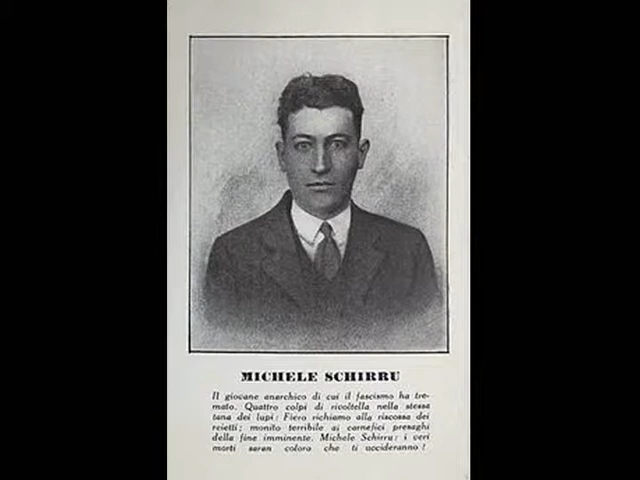 MICHELE SCHIRRU
Il giovane anarchico di cui il fascismo ha tre-
mato. Quattro colpi di rivoltella nella stessa
tana dei lupi: Fiero richiamo alla riscossa dei
reietti; monito terribile ai carnefici presaghi
della fine imminente. Michele Schirru: i veri
morti saran coloro che ti uccideranno!